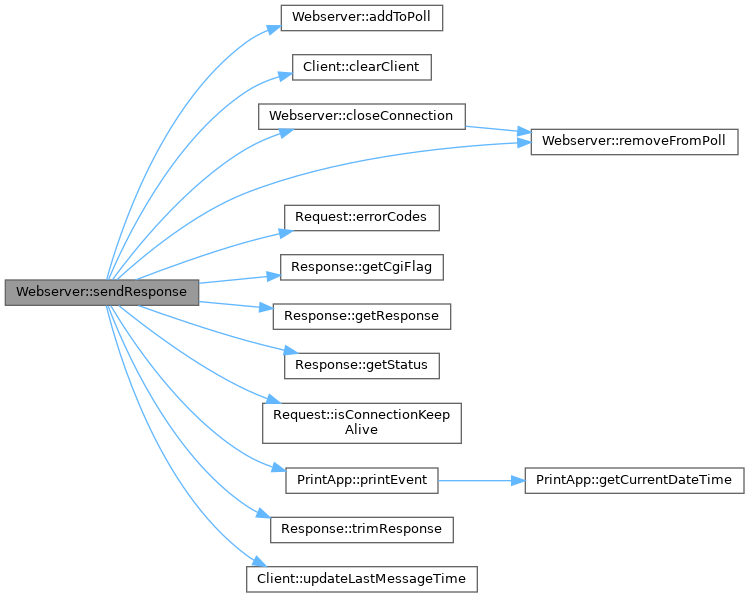 Webserver::addToPoll
Client::clearClient
Webserver::closeConnection
Webserver::removeFromPoll
Request::errorCodes
Response::getCgiFlag
Webserver::sendResponse
Response::getResponse
Response::getStatus
Request::isConnectionKeep
Alive
PrintApp::printEvent
PrintApp::getCurrentDateTime
Response::trimResponse
Client::updateLastMessageTime